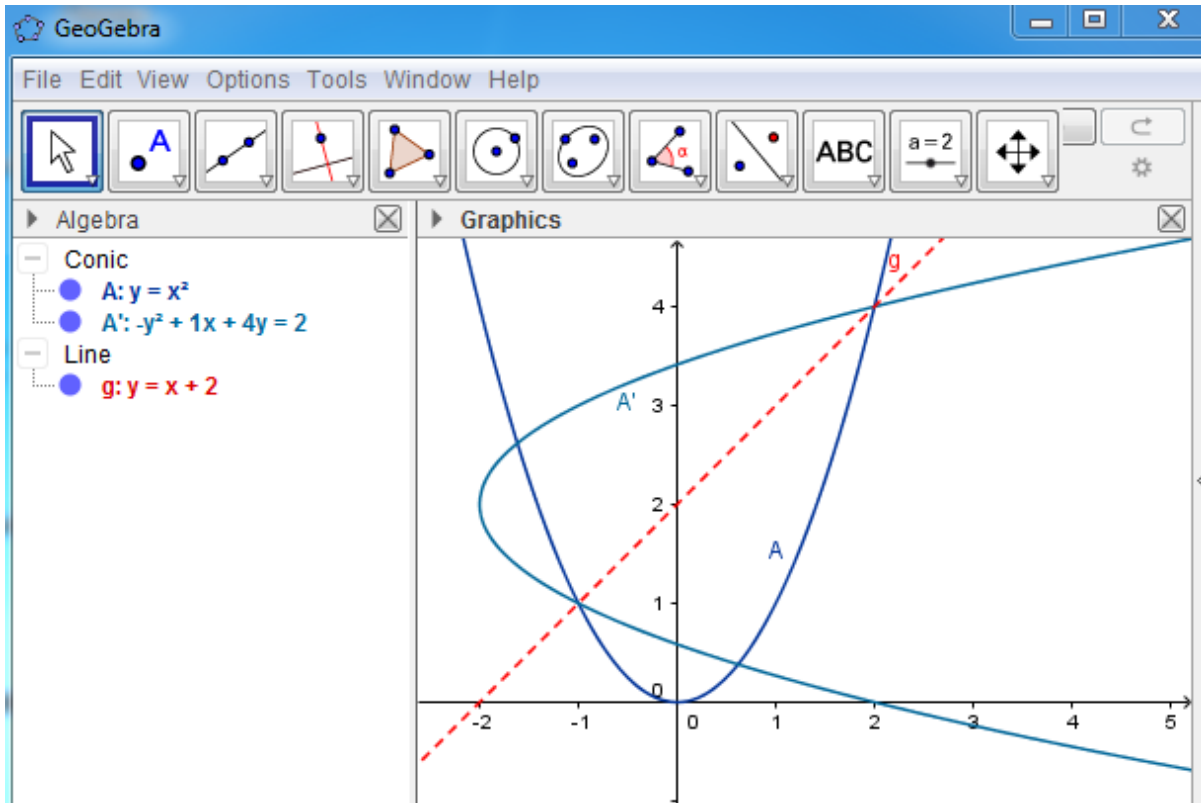 GeoGebra
File Edit View Options Tools Window Help
A
α
ABC
a = 2
Algebra
Graphics
Conic
A: y = x²
A': -y² + 1x + 4y = 2
Line
g: y = x + 2
g
4
A'
3
2
A
1
0
-2 -1 0 1 2 3 4 5